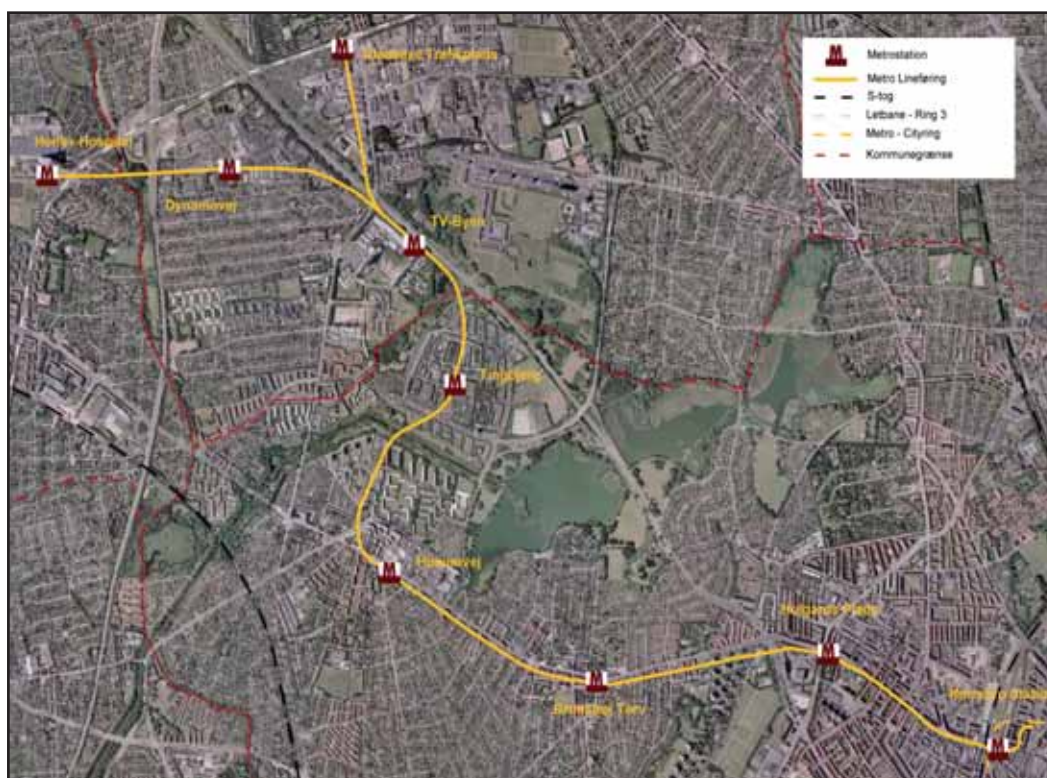 Metrostation
Metro Lineføring
S-tog
Letbane - Ring 3
Metro - Cityring
Kommunegrænse
Herlev Hospital
Dynamovej
TV-Byen
Tingbjerg
Husumvej
Hulgårds Plads
Brønshøj Torv